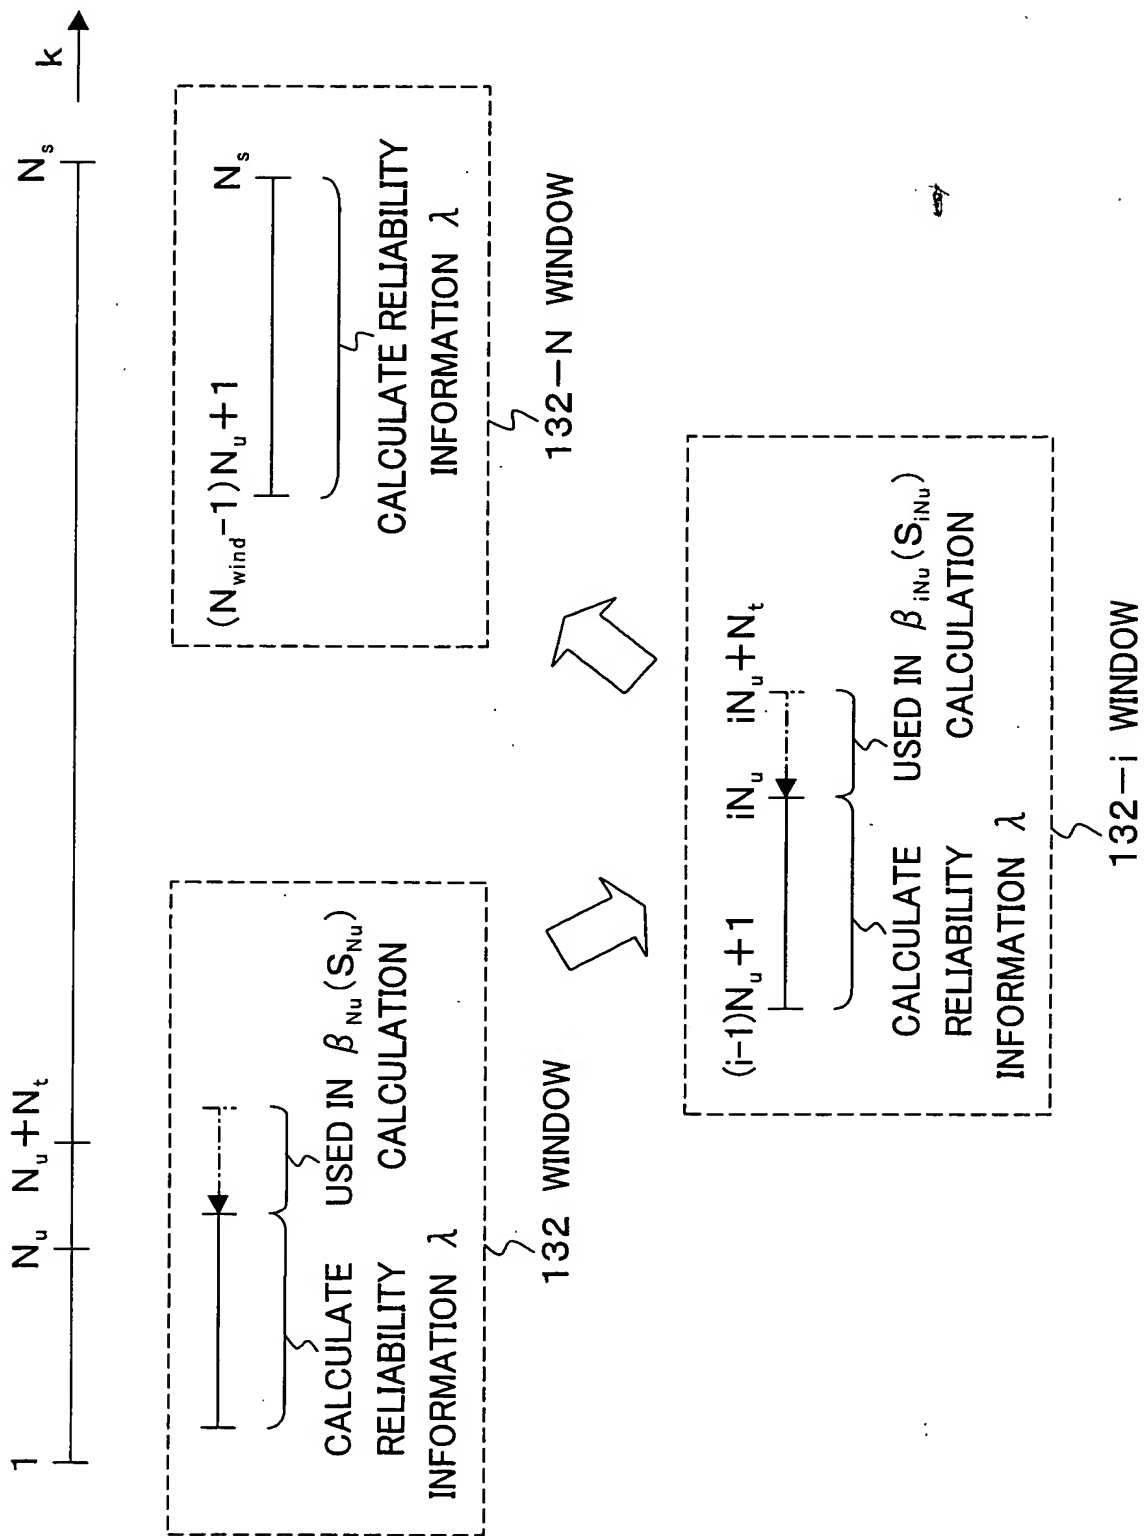 1 N_u N_u+N_t N_s k
CALCULATE
RELIABILITY
INFORMATION λ
USED IN β_Nu(S_Nu)
CALCULATION
132 WINDOW
(i-1)N_u+1 iN_u iN_u+N_t
CALCULATE
RELIABILITY
INFORMATION λ
USED IN β_iNu(S_iNu)
CALCULATION
132-i WINDOW
(N_wind-1)N_u+1 N_s
CALCULATE RELIABILITY
INFORMATION λ
132-N WINDOW